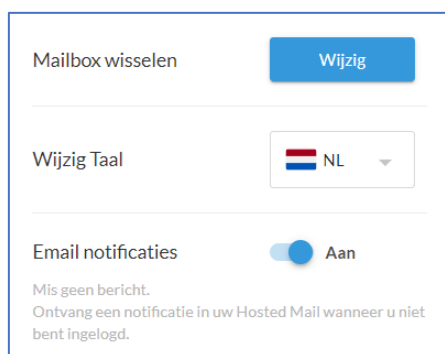 Mailbox wisselen
Wijzig
Wijzig Taal
NL
Email notificaties
Aan
Mis geen bericht.
Ontvang een notificatie in uw Hosted Mail wanneer u niet
bent ingelogd.